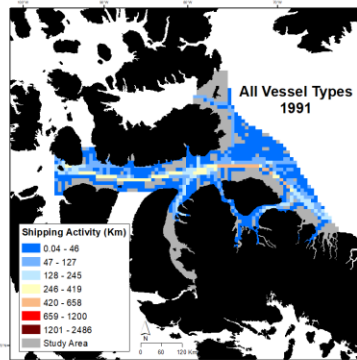 All Vessel Types
1991
Shipping Activity (Km)
0.04 - 46
47 - 127
128 - 245
246 - 419
420 - 658
659 - 1200
1201 - 2486
Study Area
N
0
60
120 Km